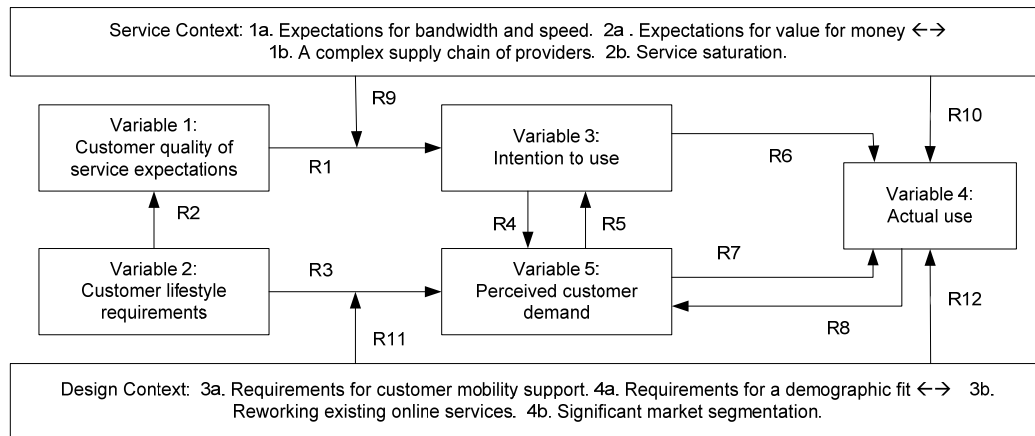 Service Context: 1a. Expectations for bandwidth and speed. 2a . Expectations for value for money ←→
1b. A complex supply chain of providers. 2b. Service saturation.
R9
R10
Variable 1:
Customer quality of
service expectations
R1
Variable 3:
Intention to use
R6
Variable 4:
Actual use
R2
R4
R5
R7
Variable 2:
Customer lifestyle
requirements
R3
Variable 5:
Perceived customer
demand
R8
R12
R11
Design Context: 3a. Requirements for customer mobility support. 4a. Requirements for a demographic fit ←→ 3b.
Reworking existing online services. 4b. Significant market segmentation.